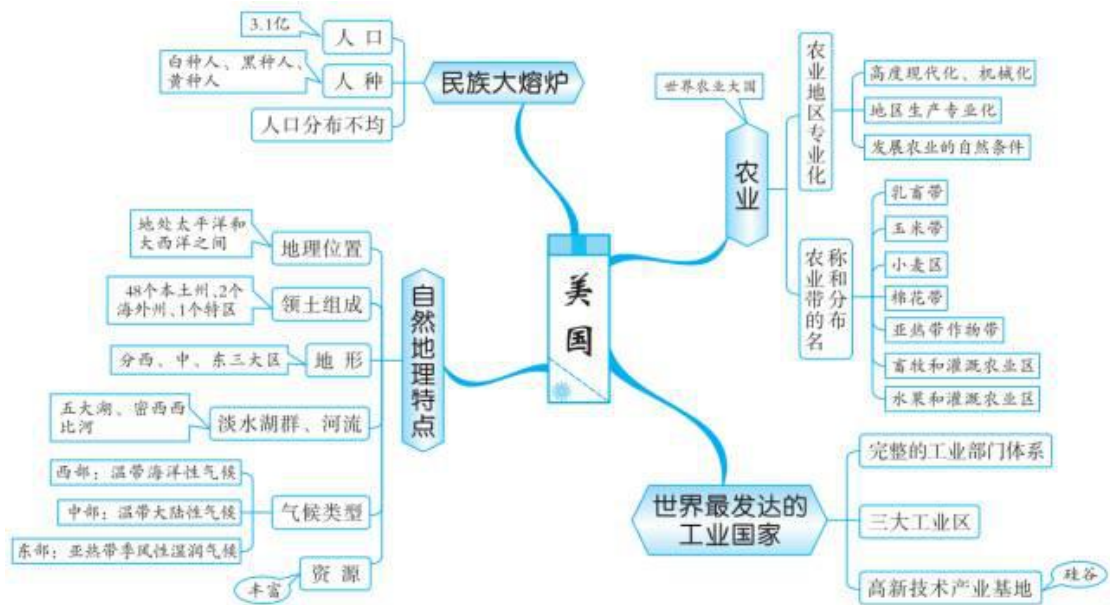 美国
民族大熔炉
人口
3.1亿
人种
白种人、黑种人、
黄种人
人口分布不均
自然地理特点
地理位置
地处太平洋和
大西洋之间
领土组成
48个本土州、2个
海外州、1个特区
地形
分西、中、东三大区
淡水湖群、河流
五大湖、密西西
比河
气候类型
西部：温带海洋性气候
中部：温带大陆性气候
东部：亚热带季风性湿润气候
资源
丰富
农业
世界农业大国
农业地区专业化
高度现代化、机械化
地区生产专业化
发展农业的自然条件
农业带的名
称和分布
乳畜带
玉米带
小麦区
棉花带
亚热带作物带
畜牧和灌溉农业区
水果和灌溉农业区
世界最发达的
工业国家
完整的工业部门体系
三大工业区
高新技术产业基地
硅谷